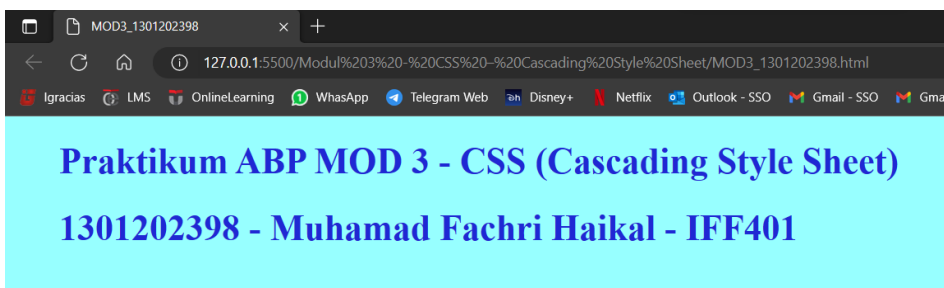 MOD3_1301202398
127.0.0.1:5500/Modul%203%20-%20CSS%20–%20Cascading%20Style%20Sheet/MOD3_1301202398.html
Igracias LMS OnlineLearning WhasApp Telegram Web Disney+ Netflix Outlook - SSO Gmail - SSO Gma
Praktikum ABP MOD 3 - CSS (Cascading Style Sheet)
1301202398 - Muhamad Fachri Haikal - IFF401